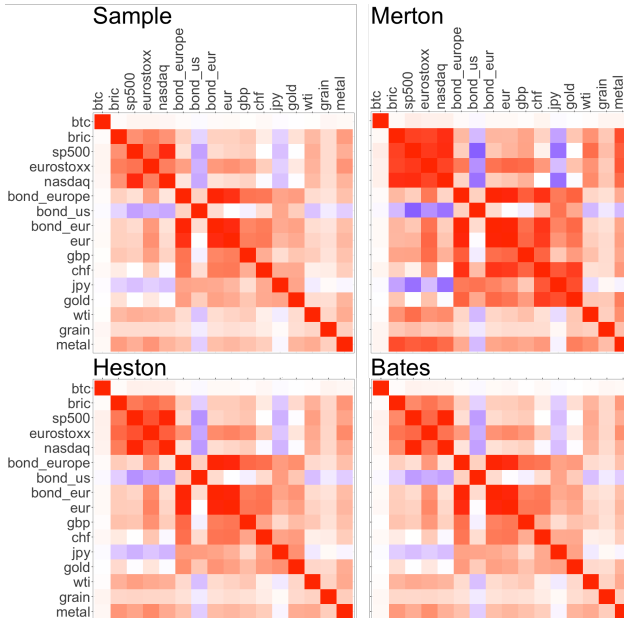 Sample
btc
bric
sp500
eurostoxx
nasdaq
bond_europe
bond_us
bond_eur
eur
gbp
chf
jpy
gold
wti
grain
metal
btc
bric
sp500
eurostoxx
nasdaq
bond_europe
bond_us
bond_eur
eur
gbp
chf
jpy
gold
wti
grain
metal
Merton
btc
bric
sp500
eurostoxx
nasdaq
bond_europe
bond_us
bond_eur
eur
gbp
chf
jpy
gold
wti
grain
metal
Heston
btc
bric
sp500
eurostoxx
nasdaq
bond_europe
bond_us
bond_eur
eur
gbp
chf
jpy
gold
wti
grain
metal
Bates